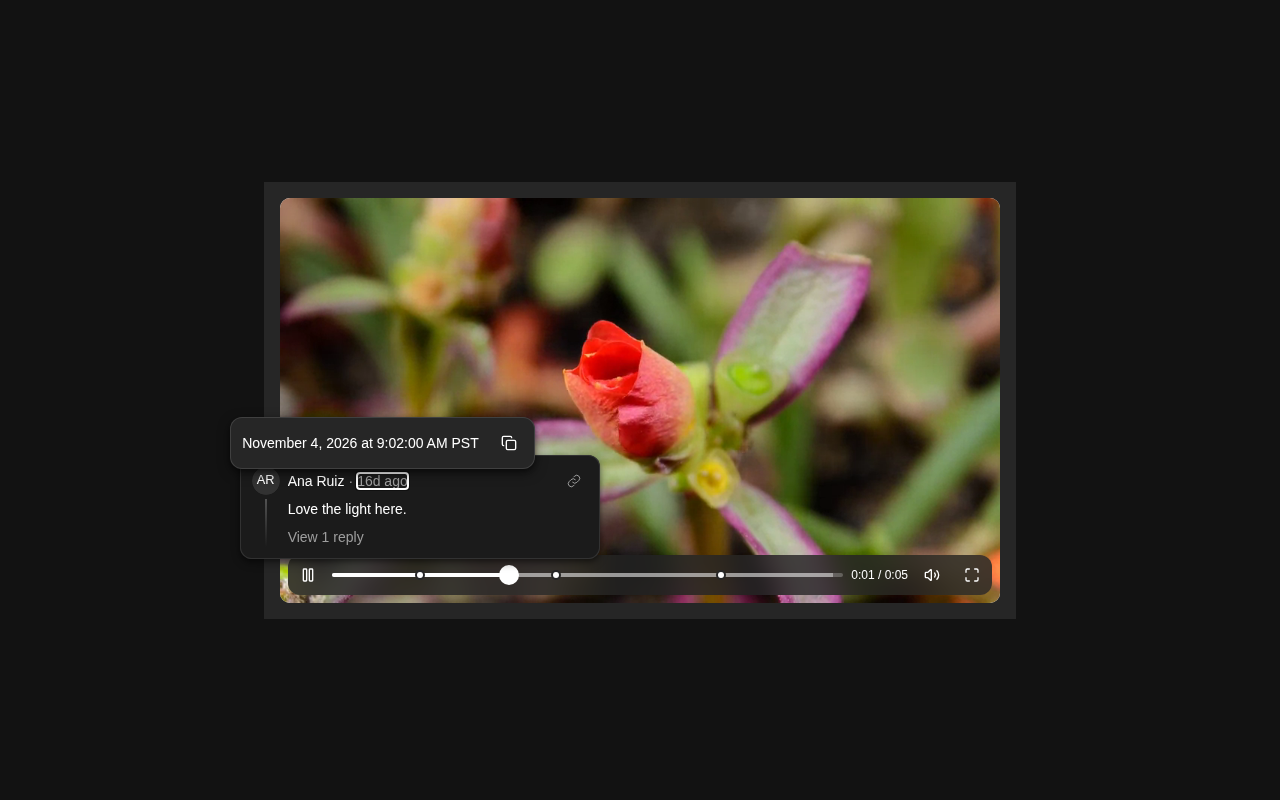 November 4, 2026 at 9:02:00 AM PST
AR
Ana Ruiz · 16d ago
Love the light here.
View 1 reply
0:01 / 0:05